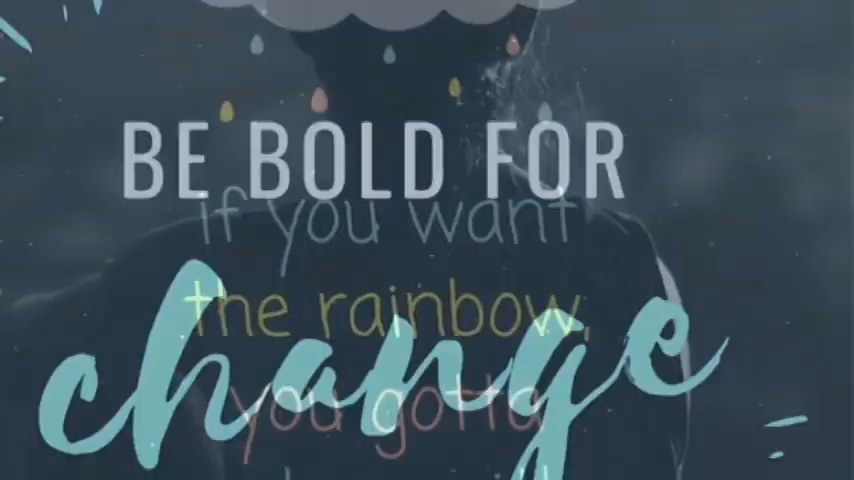 BE BOLD FOR
if you want
the rainbow,
change
you gotta